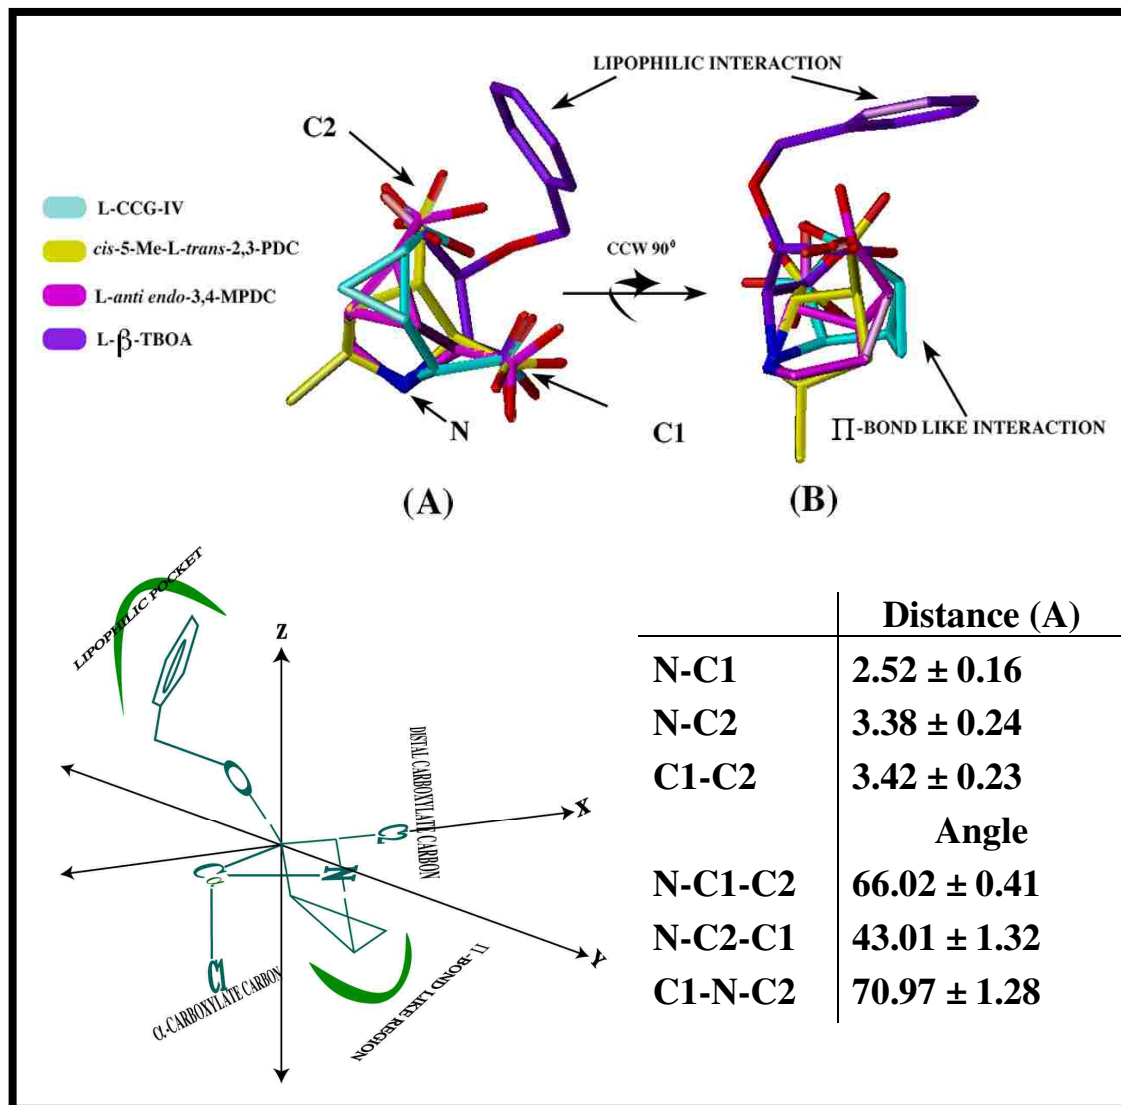 LIPOPHILIC INTERACTION
C2
L-CCG-IV
cis-5-Me-L-trans-2,3-PDC
L-anti endo-3,4-MPDC
L-β-TBOA
CCW 90⁰
N
C1
Π-BOND LIKE INTERACTION
(A)
(B)
LIPOPHILIC POCKET
Z
DISTAL CARBOXYLATE CARBON
X
O
C2
Cα
N
C1
Y
α-CARBOXYLATE CARBON
Π-BOND LIKE REGION
Distance (A)
N-C1 2.52 ± 0.16
N-C2 3.38 ± 0.24
C1-C2 3.42 ± 0.23
Angle
N-C1-C2 66.02 ± 0.41
N-C2-C1 43.01 ± 1.32
C1-N-C2 70.97 ± 1.28